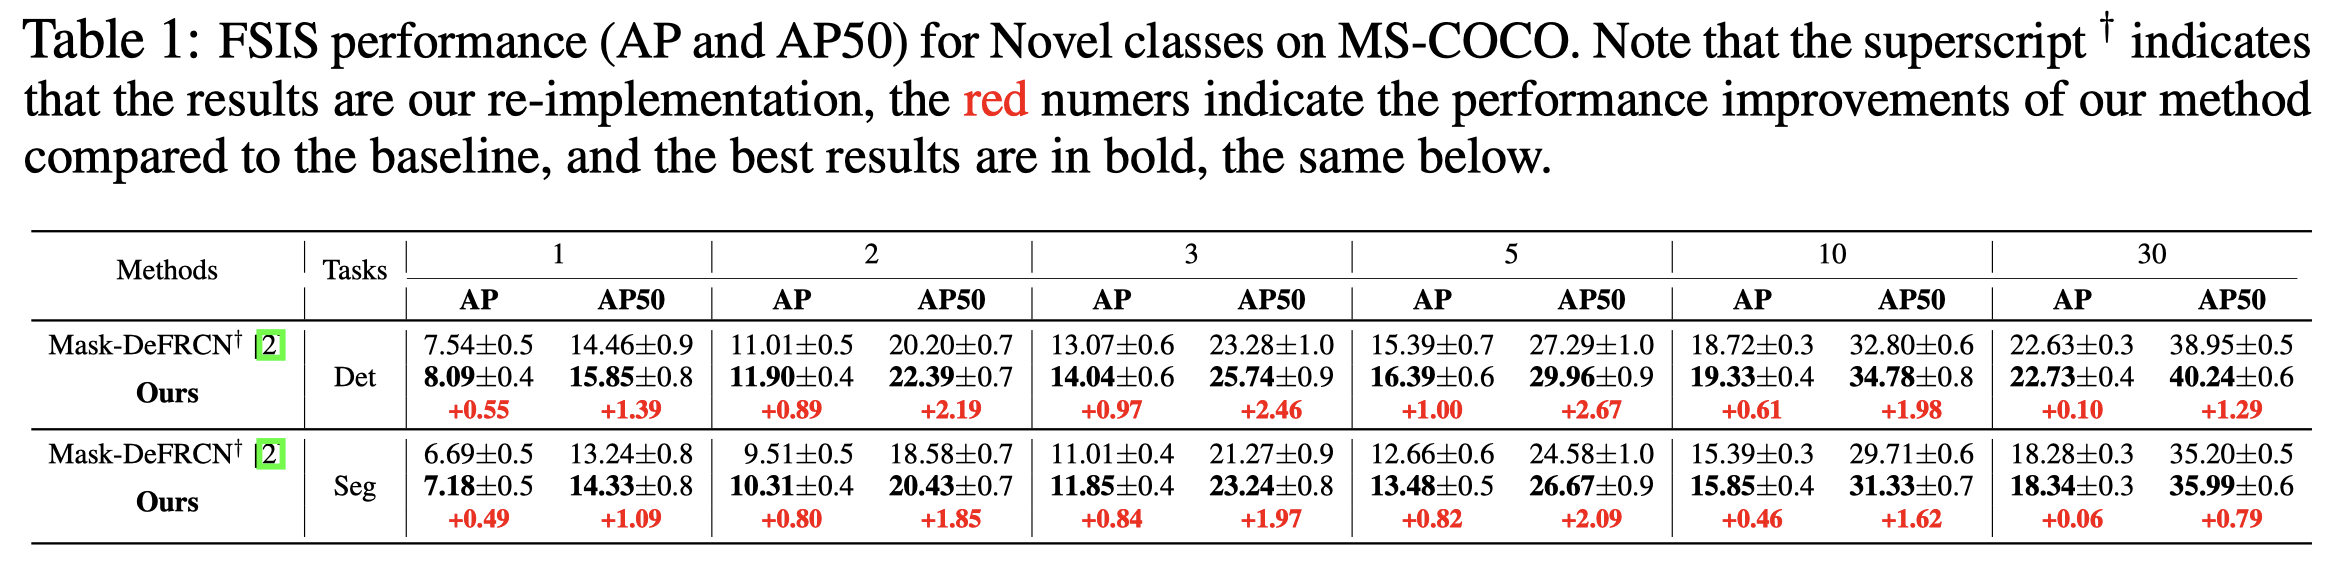 Table 1: FSIS performance (AP and AP50) for Novel classes on MS-COCO. Note that the superscript † indicates
that the results are our re-implementation, the red numers indicate the performance improvements of our method
compared to the baseline, and the best results are in bold, the same below.
Methods Tasks 1 2 3 5 10 30
AP AP50 AP AP50 AP AP50 AP AP50 AP AP50 AP AP50
Mask-DeFRCN† [2] 7.54±0.5 14.46±0.9 11.01±0.5 20.20±0.7 13.07±0.6 23.28±1.0 15.39±0.7 27.29±1.0 18.72±0.3 32.80±0.6 22.63±0.3 38.95±0.5
Ours Det 8.09±0.4 15.85±0.8 11.90±0.4 22.39±0.7 14.04±0.6 25.74±0.9 16.39±0.6 29.96±0.9 19.33±0.4 34.78±0.8 22.73±0.4 40.24±0.6
+0.55 +1.39 +0.89 +2.19 +0.97 +2.46 +1.00 +2.67 +0.61 +1.98 +0.10 +1.29
Mask-DeFRCN† [2] 6.69±0.5 13.24±0.8 9.51±0.5 18.58±0.7 11.01±0.4 21.27±0.9 12.66±0.6 24.58±1.0 15.39±0.3 29.71±0.6 18.28±0.3 35.20±0.5
Ours Seg 7.18±0.5 14.33±0.8 10.31±0.4 20.43±0.7 11.85±0.4 23.24±0.8 13.48±0.5 26.67±0.9 15.85±0.4 31.33±0.7 18.34±0.3 35.99±0.6
+0.49 +1.09 +0.80 +1.85 +0.84 +1.97 +0.82 +2.09 +0.46 +1.62 +0.06 +0.79